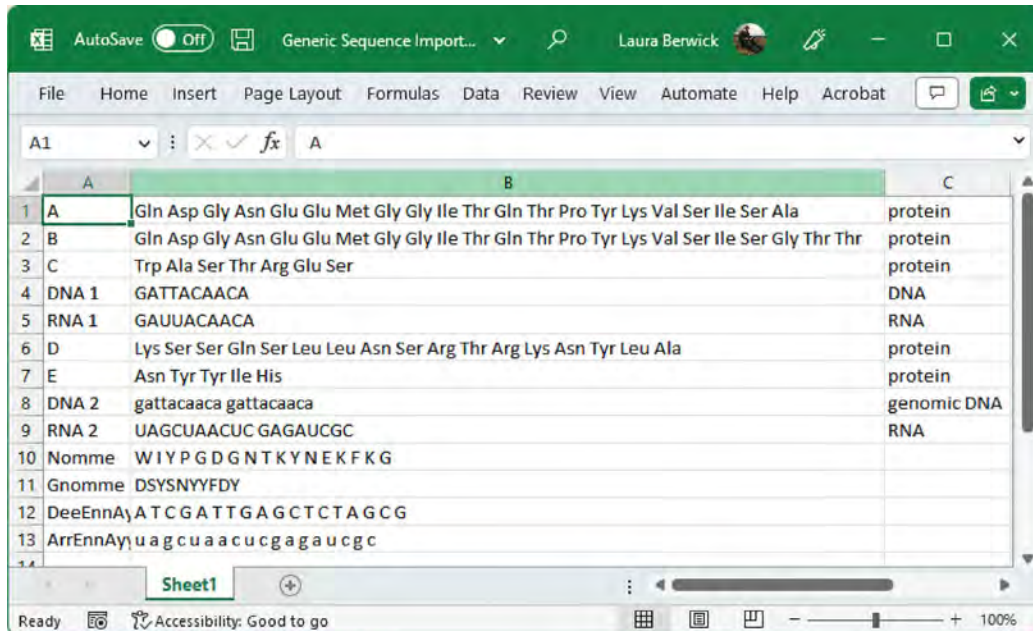 AutoSave Off Generic Sequence Import... Laura Berwick
File Home Insert Page Layout Formulas Data Review View Automate Help Acrobat
A1 fx A
A B C
1 A Gln Asp Gly Asn Glu Glu Met Gly Gly Ile Thr Gln Thr Pro Tyr Lys Val Ser Ile Ser Ala protein
2 B Gln Asp Gly Asn Glu Glu Met Gly Gly Ile Thr Gln Thr Pro Tyr Lys Val Ser Ile Ser Gly Thr Thr protein
3 C Trp Ala Ser Thr Arg Glu Ser protein
4 DNA 1 GATTACAACA DNA
5 RNA 1 GAUUACAACA RNA
6 D Lys Ser Ser Gln Ser Leu Leu Asn Ser Arg Thr Arg Lys Asn Tyr Leu Ala protein
7 E Asn Tyr Tyr Ile His protein
8 DNA 2 gattacaaca gattacaaca genomic DNA
9 RNA 2 UAGCUAACUC GAGAUCGC RNA
10 Nomme W I Y P G D G N T K Y N E K F K G
11 Gnomme DSYSNYYFDY
12 DeeEnnAy A T C G A T T G A G C T C T A G C G
13 ArrEnnAy u a g c u a a c u c g a g a u c g c
14
Sheet1
Ready Accessibility: Good to go 100%